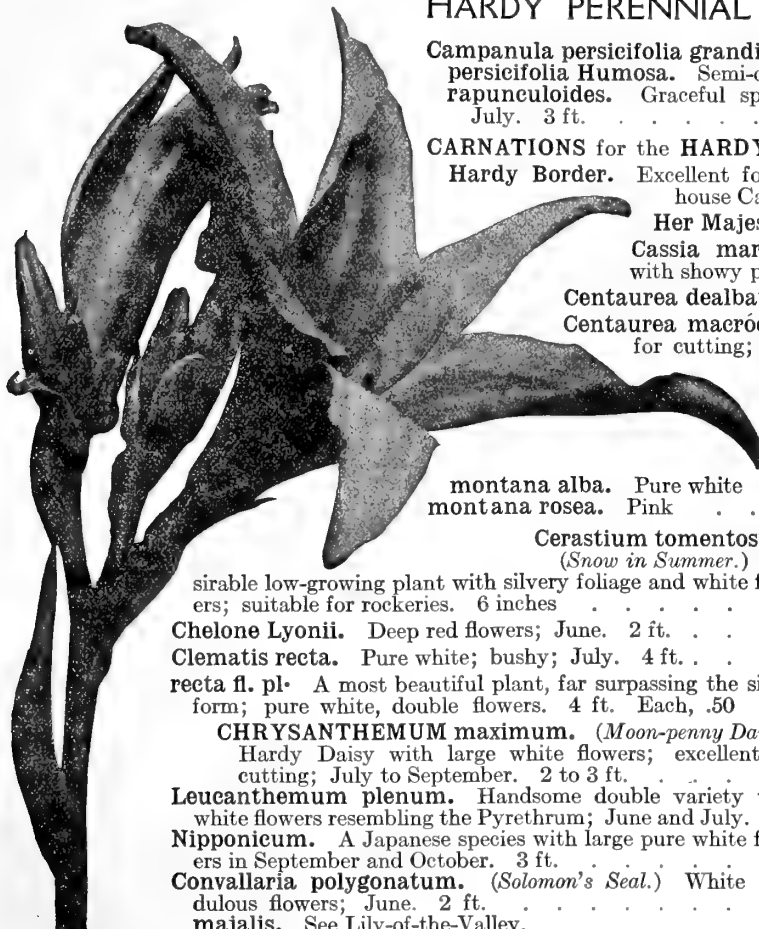 HARDY PERENNIAL
Campanula persicifolia grandi
persicifolia Humosa. Semi-
rapunculoides. Graceful sp
July. 3 ft. . . . . .
CARNATIONS for the HARDY
Hardy Border. Excellent fo
house Ca
Her Majes
Cassia mar
with showy p
Centaurea dealba
Centaurea macróc
for cutting;
montana alba. Pure white
montana rosea. Pink . .
Cerastium tomentos
(Snow in Summer.)
sirable low-growing plant with silvery foliage and white f
ers; suitable for rockeries. 6 inches . . . . .
Chelone Lyonii. Deep red flowers; June. 2 ft. . .
Clematis recta. Pure white; bushy; July. 4 ft. . .
recta fl. pl. A most beautiful plant, far surpassing the si
form; pure white, double flowers. 4 ft. Each, .50
CHRYSANTHEMUM maximum. (Moon-penny Da
Hardy Daisy with large white flowers; excellent
cutting; July to September. 2 to 3 ft. . . .
Leucanthemum plenum. Handsome double variety
white flowers resembling the Pyrethrum; June and July.
Nipponicum. A Japanese species with large pure white f
ers in September and October. 3 ft. . . . . .
Convallaria polygonatum. (Solomon's Seal.) White
dulous flowers; June. 2 ft. . . . . . . .
majalis. See Lily-of-the-Valley.